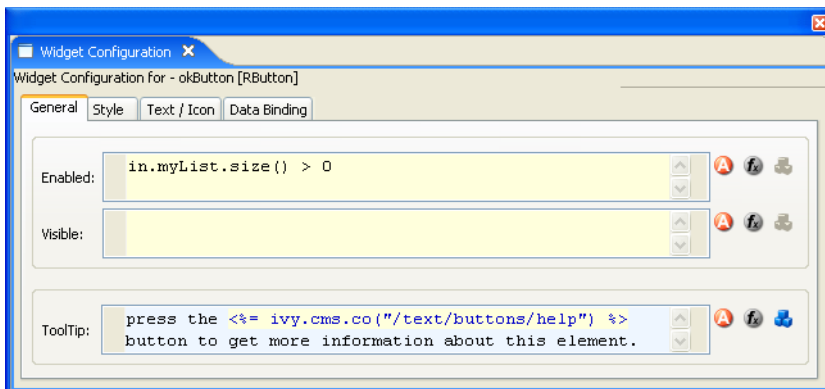 Widget Configuration
Widget Configuration for - okButton [RButton]
General Style Text / Icon Data Binding
Enabled: in.myList.size() > 0
Visible:
ToolTip: press the <%= ivy.cms.co("/text/buttons/help") %>
button to get more information about this element.